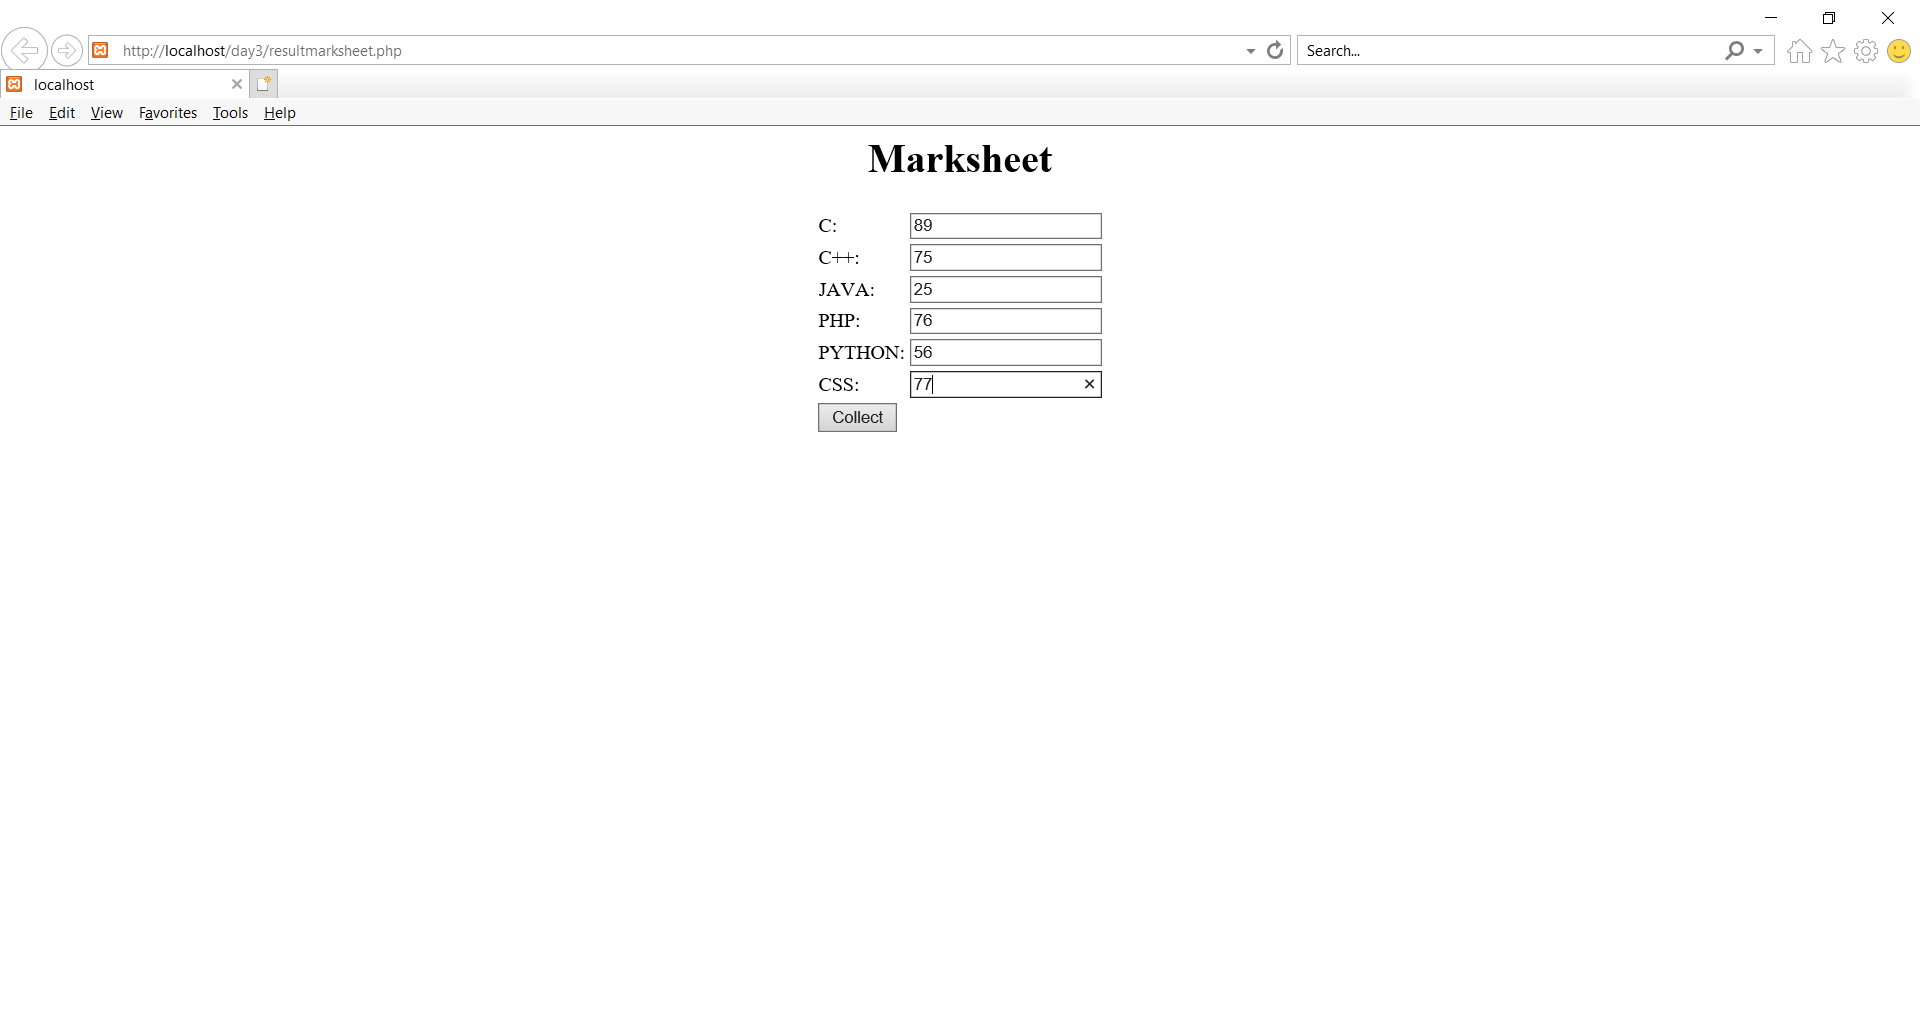 http://localhost/day3/resultmarksheet.php
Search...
localhost
File Edit View Favorites Tools Help
Marksheet
C: 89
C++: 75
JAVA: 25
PHP: 76
PYTHON: 56
CSS: 77
Collect